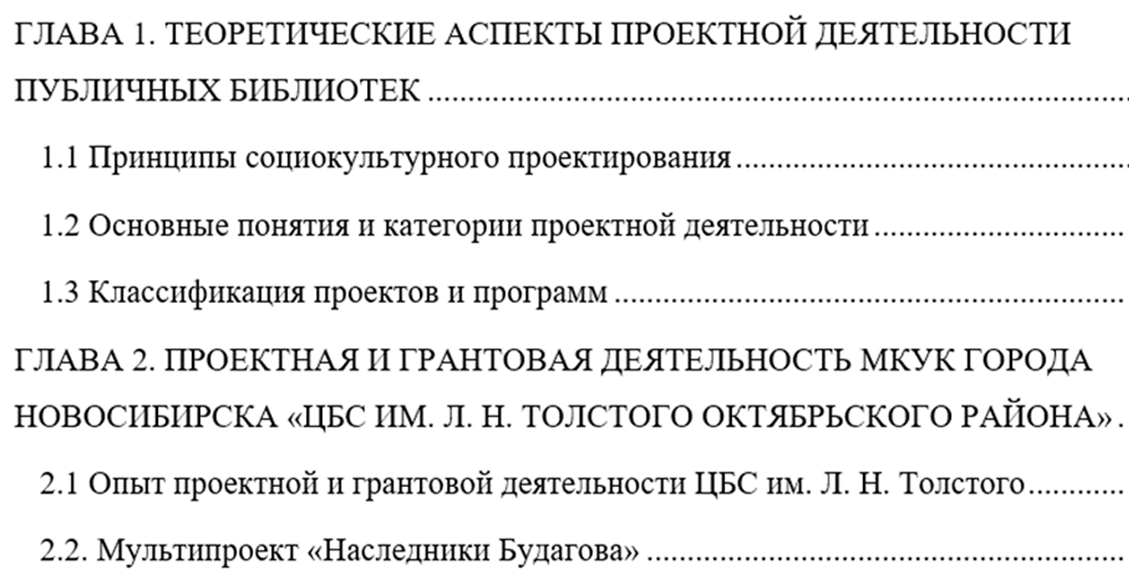 ГЛАВА 1. ТЕОРЕТИЧЕСКИЕ АСПЕКТЫ ПРОЕКТНОЙ ДЕЯТЕЛЬНОСТИ
ПУБЛИЧНЫХ БИБЛИОТЕК ........................................................................................
1.1 Принципы социокультурного проектирования ..................................................
1.2 Основные понятия и категории проектной деятельности ...............................
1.3 Классификация проектов и программ ................................................................
ГЛАВА 2. ПРОЕКТНАЯ И ГРАНТОВАЯ ДЕЯТЕЛЬНОСТЬ МКУК ГОРОДА
НОВОСИБИРСКА «ЦБС ИМ. Л. Н. ТОЛСТОГО ОКТЯБРЬСКОГО РАЙОНА» .
2.1 Опыт проектной и грантовой деятельности ЦБС им. Л. Н. Толстого ............
2.2. Мультипроект «Наследники Будагова» ............................................................